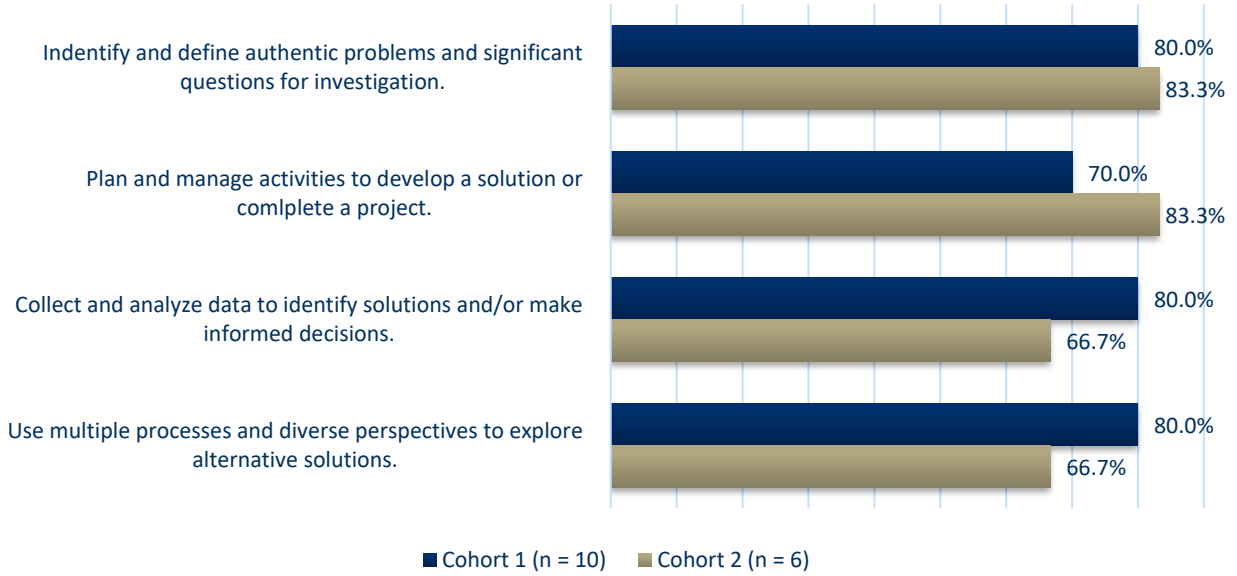 Indentify and define authentic problems and significant
questions for investigation.
80.0%
83.3%
Plan and manage activities to develop a solution or
comlplete a project.
70.0%
83.3%
Collect and analyze data to identify solutions and/or make
informed decisions.
80.0%
66.7%
Use multiple processes and diverse perspectives to explore
alternative solutions.
80.0%
66.7%
Cohort 1 (n = 10) Cohort 2 (n = 6)